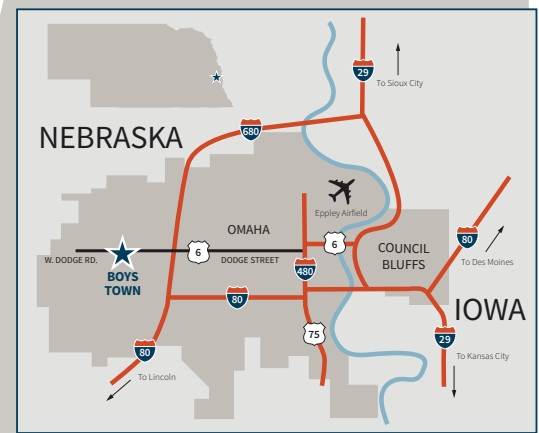 29
To Sioux City
680
NEBRASKA
Eppley Airfield
OMAHA
6
6
W. DODGE RD.
DODGE STREET
COUNCIL
BLUFFS
80
To Des Moines
BOYS
TOWN
480
80
IOWA
75
29
80
To Kansas City
To Lincoln